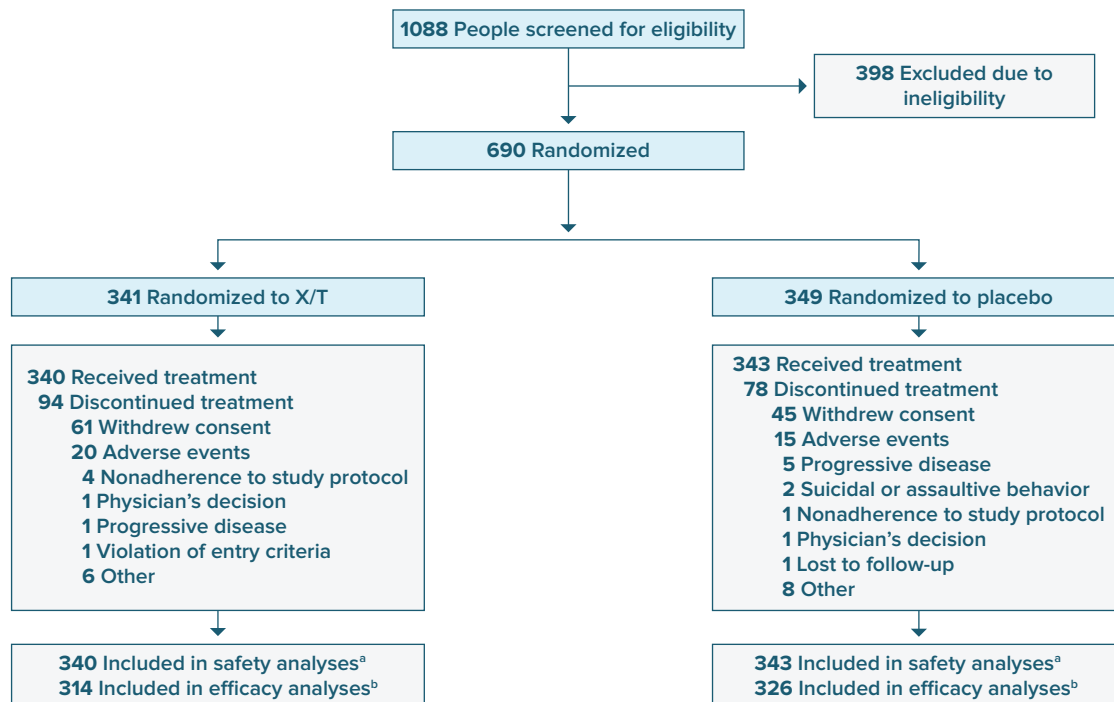 1088 People screened for eligibility
398 Excluded due to
ineligibility
690 Randomized
341 Randomized to X/T
340 Received treatment
94 Discontinued treatment
61 Withdrew consent
20 Adverse events
4 Nonadherence to study protocol
1 Physician’s decision
1 Progressive disease
1 Violation of entry criteria
6 Other
340 Included in safety analysesᵃ
314 Included in efficacy analysesᵇ
349 Randomized to placebo
343 Received treatment
78 Discontinued treatment
45 Withdrew consent
15 Adverse events
5 Progressive disease
2 Suicidal or assaultive behavior
1 Nonadherence to study protocol
1 Physician’s decision
1 Lost to follow-up
8 Other
343 Included in safety analysesᵃ
326 Included in efficacy analysesᵇ